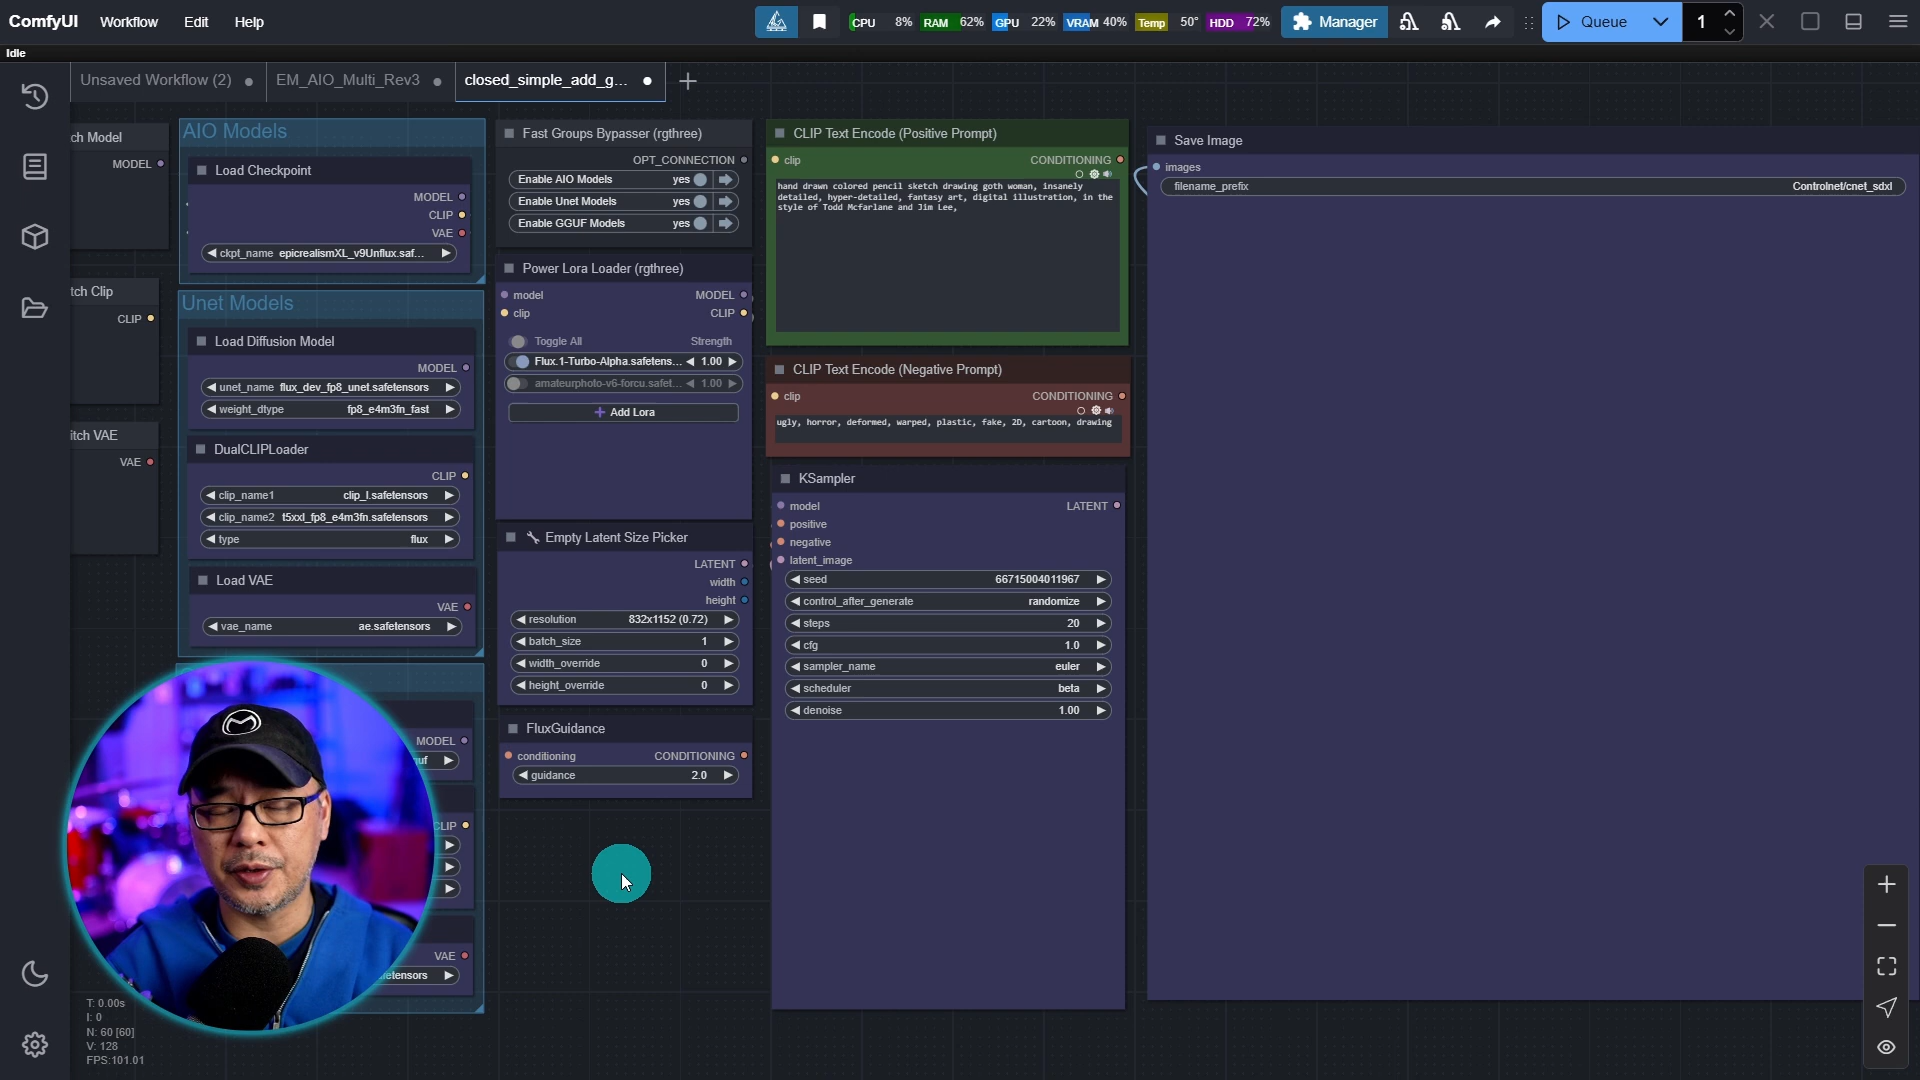 ComfyUI Workflow Edit Help
CPU 8% RAM 62% GPU 22% VRAM 40% Temp 50° HDD 72% Manager Queue 1
Idle
Unsaved Workflow (2) EM_AIO_Multi_Rev3 closed_simple_add_g...
ch Model
MODEL
tch Clip
CLIP
itch VAE
VAE
AIO Models
Load Checkpoint
MODEL
CLIP
VAE
ckpt_name epicrealismXL_v9Unflux.saf...
Unet Models
Load Diffusion Model
MODEL
unet_name flux_dev_fp8_unet.safetensors
weight_dtype fp8_e4m3fn_fast
DualCLIPLoader
CLIP
clip_name1 clip_l.safetensors
clip_name2 t5xxl_fp8_e4m3fn.safetensors
type flux
Load VAE
VAE
vae_name ae.safetensors
MODEL
guf
CLIP
VAE
etensors
Fast Groups Bypasser (rgthree)
OPT_CONNECTION
Enable AIO Models yes
Enable Unet Models yes
Enable GGUF Models yes
Power Lora Loader (rgthree)
model MODEL
clip CLIP
Toggle All Strength
Flux.1-Turbo-Alpha.safetens... 1.00
amateurphoto-v6-forcu.safet... 1.00
+ Add Lora
Empty Latent Size Picker
LATENT
width
height
resolution 832x1152 (0.72)
batch_size 1
width_override 0
height_override 0
FluxGuidance
conditioning CONDITIONING
guidance 2.0
CLIP Text Encode (Positive Prompt)
clip CONDITIONING
hand drawn colored pencil sketch drawing goth woman, insanely
detailed, hyper-detailed, fantasy art, digital illustration, in the
style of Todd Mcfarlane and Jim Lee,
CLIP Text Encode (Negative Prompt)
clip CONDITIONING
ugly, horror, deformed, warped, plastic, fake, 2D, cartoon, drawing
KSampler
model LATENT
positive
negative
latent_image
seed 66715004011967
control_after_generate randomize
steps 20
cfg 1.0
sampler_name euler
scheduler beta
denoise 1.00
Save Image
images
filename_prefix Controlnet/cnet_sdxl
T: 0.00s
I: 0
N: 60 [60]
V: 128
FPS:101.01